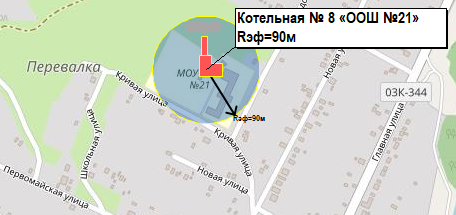 Котельная № 8 «ООШ №21»
Rэф=90м
Перевалка
МОУ
№21
Rэф=90м
Кривая улица
Кривая улица
Школьная улица
Первомайская улица
Новая улица
Новая улица
03К-344
Главная улица